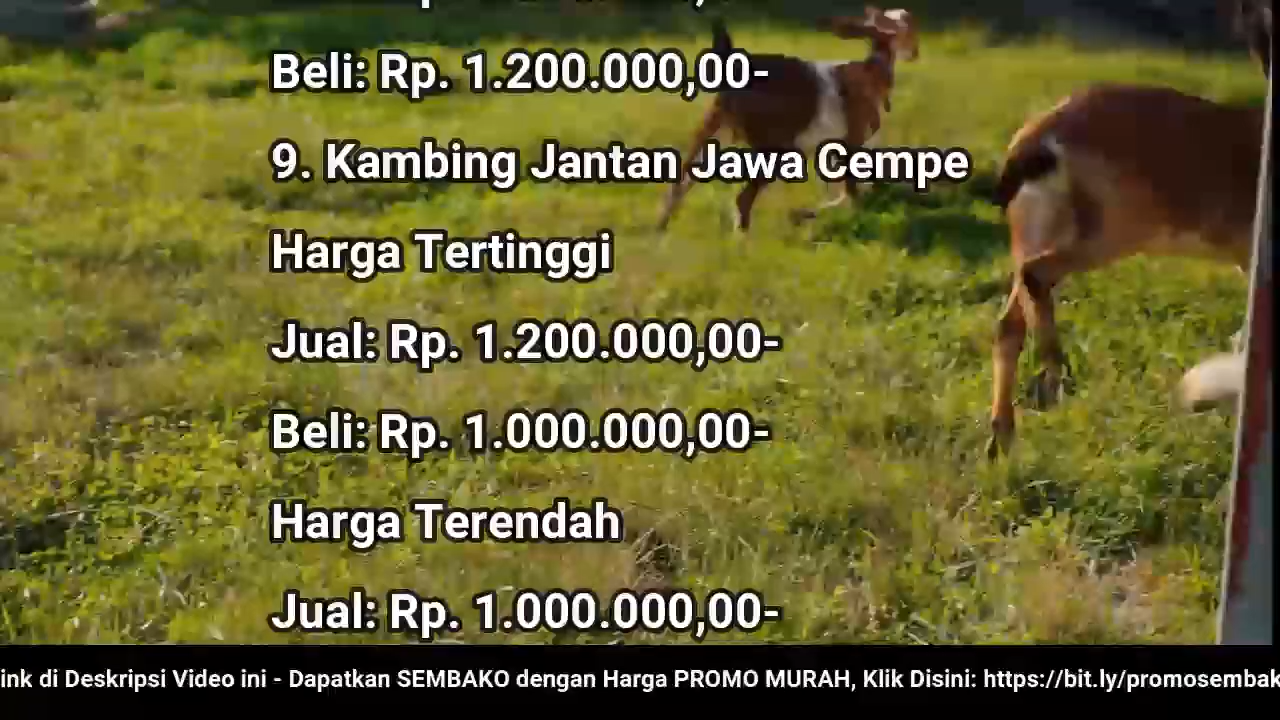 Beli: Rp. 1.200.000,00-
9. Kambing Jantan Jawa Cempe
Harga Tertinggi
Jual: Rp. 1.200.000,00-
Beli: Rp. 1.000.000,00-
Harga Terendah
Jual: Rp. 1.000.000,00-
ink di Deskripsi Video ini - Dapatkan SEMBAKO dengan Harga PROMO MURAH, Klik Disini: https://bit.ly/promosembak